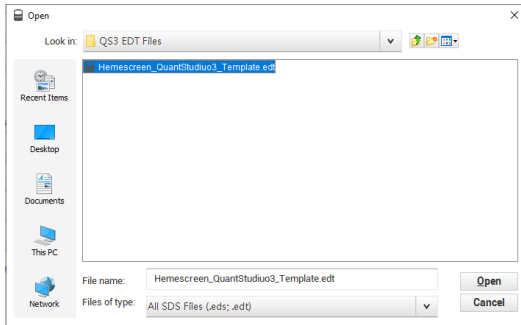 Open
Look in: QS3 EDT Files
Hemescreen_QuantStudiuo3_Template.edt
Recent Items
Desktop
Documents
This PC
Network
File name: Hemescreen_QuantStudiuo3_Template.edt Open
Files of type: All SDS Files (.eds; .edt) Cancel